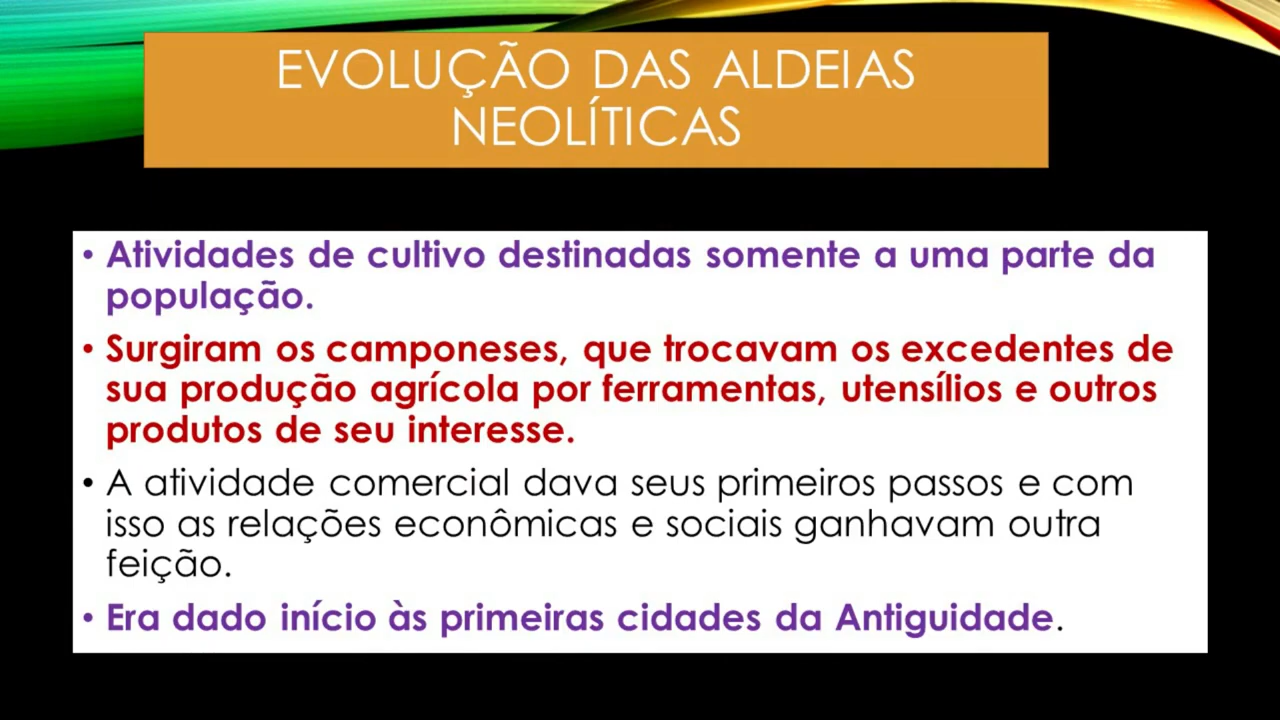 EVOLUÇÃO DAS ALDEIAS
NEOLÍTICAS
• Atividades de cultivo destinadas somente a uma parte da
população.
• Surgiram os camponeses, que trocavam os excedentes de
sua produção agrícola por ferramentas, utensílios e outros
produtos de seu interesse.
• A atividade comercial dava seus primeiros passos e com
isso as relações econômicas e sociais ganhavam outra
feição.
• Era dado início às primeiras cidades da Antiguidade.